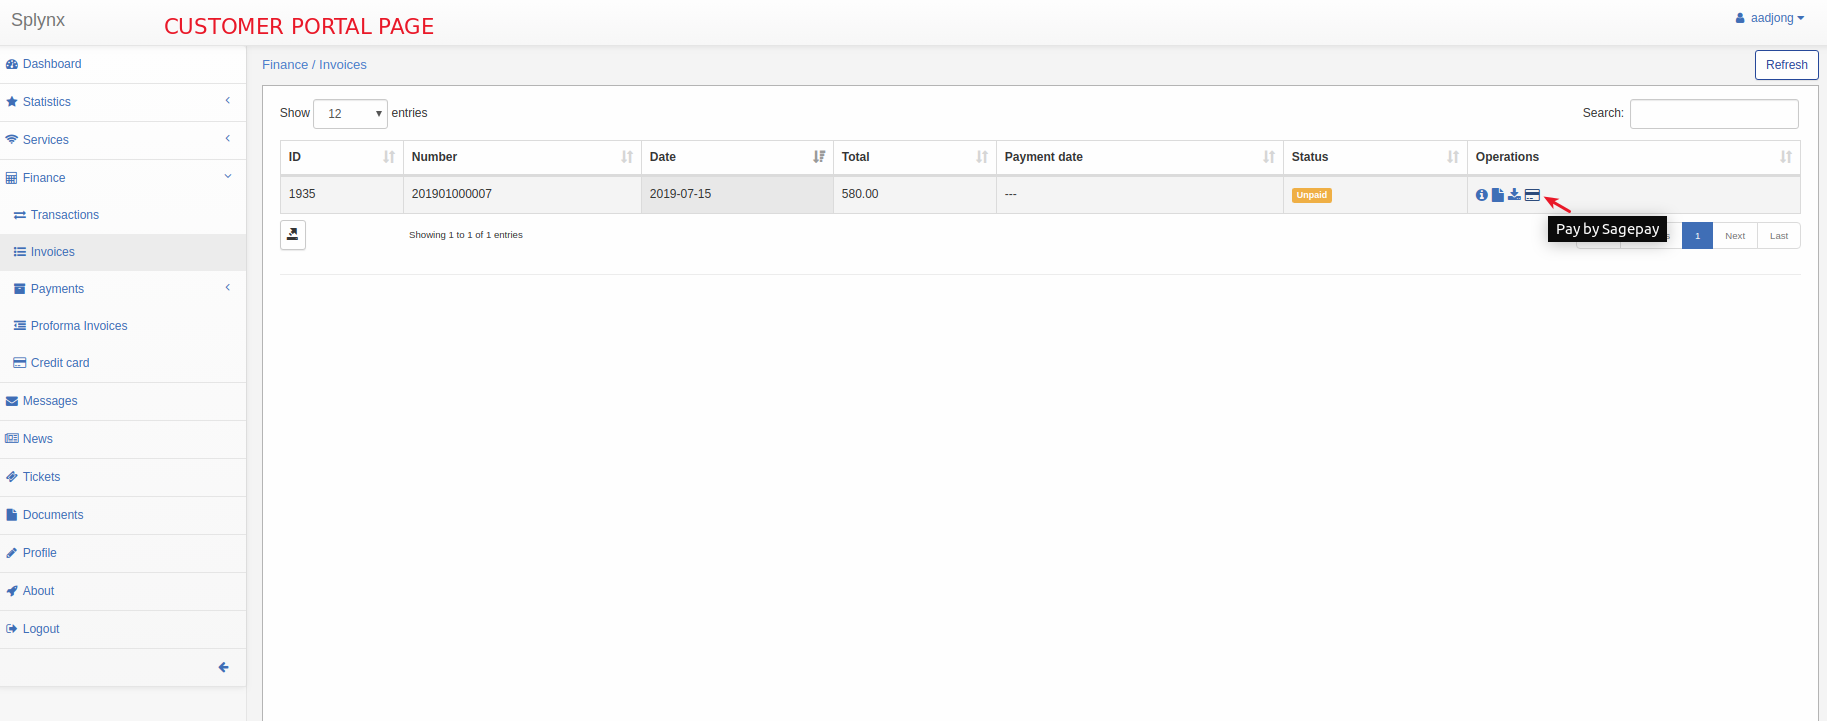 Splynx
CUSTOMER PORTAL PAGE
aadjong
Dashboard
Statistics
Services
Finance
Transactions
Invoices
Payments
Proforma Invoices
Credit card
Messages
News
Tickets
Documents
Profile
About
Logout
Finance / Invoices
Refresh
Show 12 entries
Search:
ID Number Date Total Payment date Status Operations
1935 201901000007 2019-07-15 580.00 --- Unpaid
Pay by Sagepay
Showing 1 to 1 of 1 entries
1 Next Last